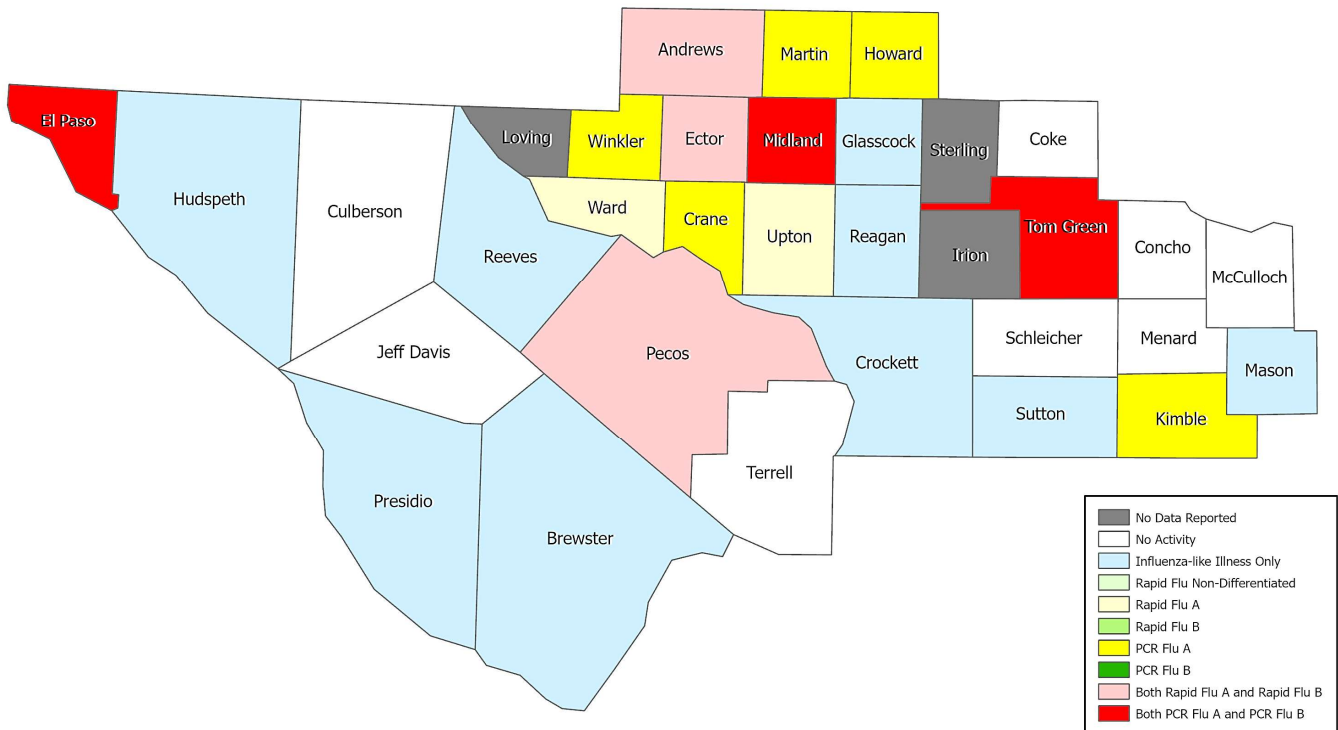 Andrews
Martin
Howard
El Paso
Loving
Winkler
Ector
Midland
Glasscock
Sterling
Coke
Hudspeth
Culberson
Reeves
Ward
Crane
Upton
Reagan
Irion
Tom Green
Concho
McCulloch
Jeff Davis
Pecos
Crockett
Schleicher
Menard
Mason
Sutton
Kimble
Terrell
Presidio
Brewster
No Data Reported
No Activity
Influenza-like Illness Only
Rapid Flu Non-Differentiated
Rapid Flu A
Rapid Flu B
PCR Flu A
PCR Flu B
Both Rapid Flu A and Rapid Flu B
Both PCR Flu A and PCR Flu B